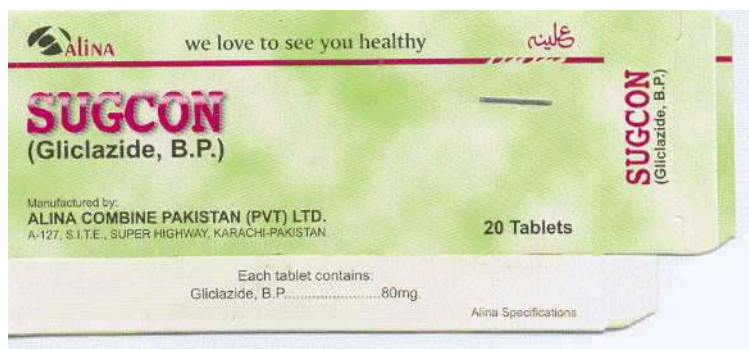 ALINA
we love to see you healthy
علینہ
SUGCON
(Gliclazide, B.P.)
Manufactured by:
ALINA COMBINE PAKISTAN (PVT) LTD.
A-127, S.I.T.E., SUPER HIGHWAY, KARACHI-PAKISTAN.
20 Tablets
SUGCON
(Gliclazide, B.P.)
Each tablet contains:
Gliclazide, B.P.........................80mg.
Alina Specifications